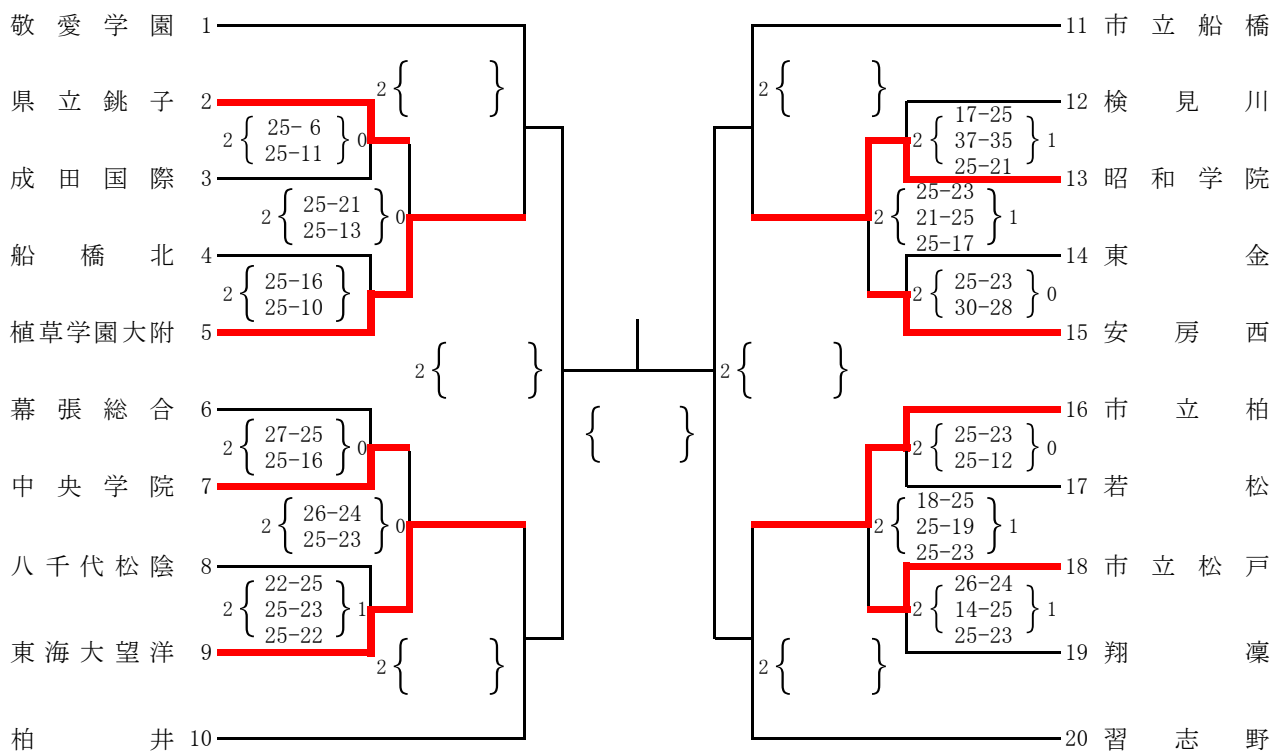 敬愛学園 1
県立銚子 2
2 { 25- 6 } 0
25-11
成田国際 3
2 { 25-21 } 0
25-13
船橋北 4
2 { 25-16 }
25-10
植草学園大附 5
2 { }
2 { }
幕張総合 6
2 { 27-25 } 0
25-16
中央学院 7
2 { 26-24 } 0
25-23
八千代松陰 8
22-25
2 { 25-23 } 1
25-22
東海大望洋 9
2 { }
柏井 10
{ }
11 市立船橋
2 { }
12 検見川
17-25
2 { 37-35 } 1
25-21
13 昭和学院
25-23
2 { 21-25 } 1
25-17
14 東金
2 { 25-23 } 0
30-28
15 安房西
2 { }
16 市立柏
2 { 25-23 } 0
25-12
17 若松
18-25
2 { 25-19 } 1
25-23
18 市立松戸
26-24
2 { 14-25 } 1
25-23
19 翔凜
2 { }
20 習志野